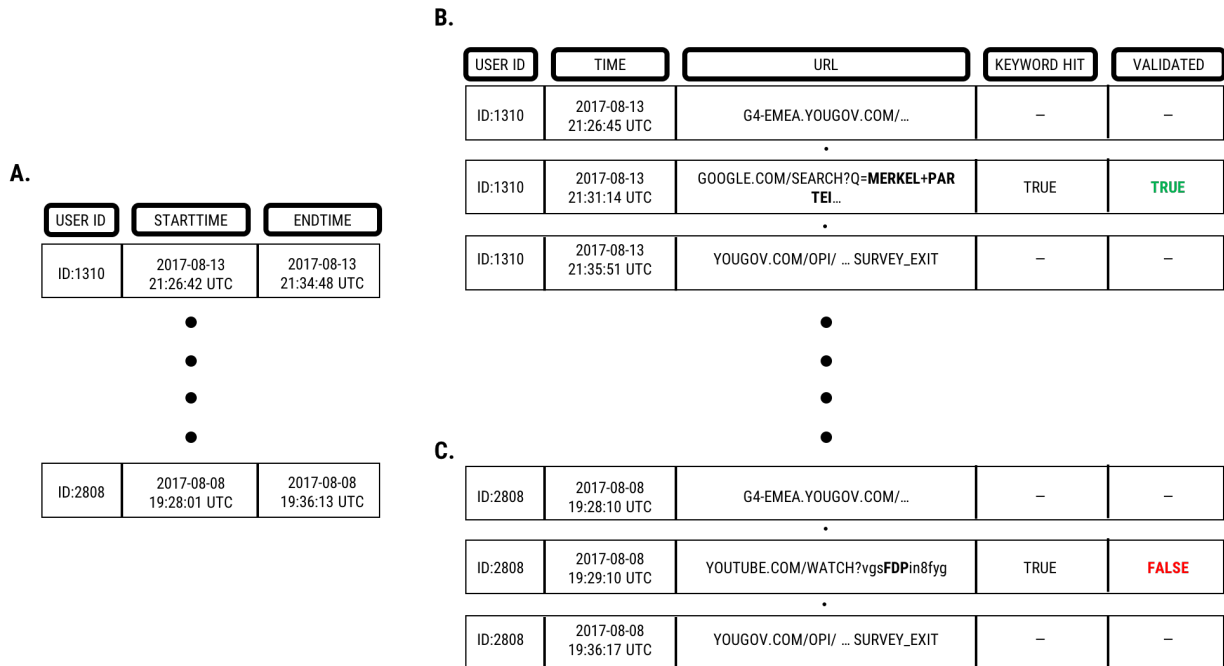 A.
USER ID STARTTIME ENDTIME
ID:1310 2017-08-13 21:26:42 UTC 2017-08-13 21:34:48 UTC
ID:2808 2017-08-08 19:28:01 UTC 2017-08-08 19:36:13 UTC
B.
USER ID TIME URL KEYWORD HIT VALIDATED
ID:1310 2017-08-13 21:26:45 UTC G4-EMEA.YOUGOV.COM/... – –
ID:1310 2017-08-13 21:31:14 UTC GOOGLE.COM/SEARCH?Q=MERKEL+PAR
TEI... TRUE TRUE
ID:1310 2017-08-13 21:35:51 UTC YOUGOV.COM/OPI/ ... SURVEY_EXIT – –
C.
ID:2808 2017-08-08 19:28:10 UTC G4-EMEA.YOUGOV.COM/... – –
ID:2808 2017-08-08 19:29:10 UTC YOUTUBE.COM/WATCH?vgsFDPin8fyg TRUE FALSE
ID:2808 2017-08-08 19:36:17 UTC YOUGOV.COM/OPI/ ... SURVEY_EXIT – –